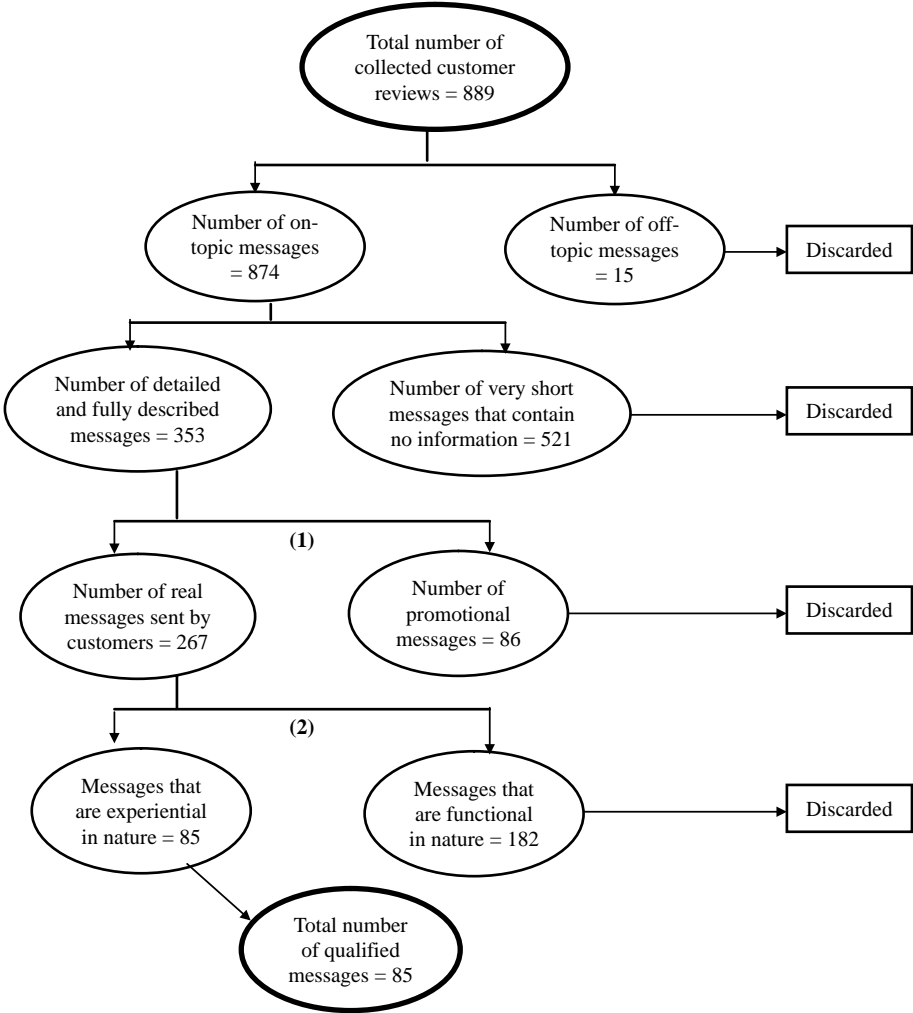 Total number of
collected customer
reviews = 889
Number of on-
topic messages
= 874
Number of off-
topic messages
= 15
Discarded
Number of detailed
and fully described
messages = 353
Number of very short
messages that contain
no information = 521
Discarded
(1)
Number of real
messages sent by
customers = 267
Number of
promotional
messages = 86
Discarded
(2)
Messages that
are experiential
in nature = 85
Messages that
are functional
in nature = 182
Discarded
Total number
of qualified
messages = 85